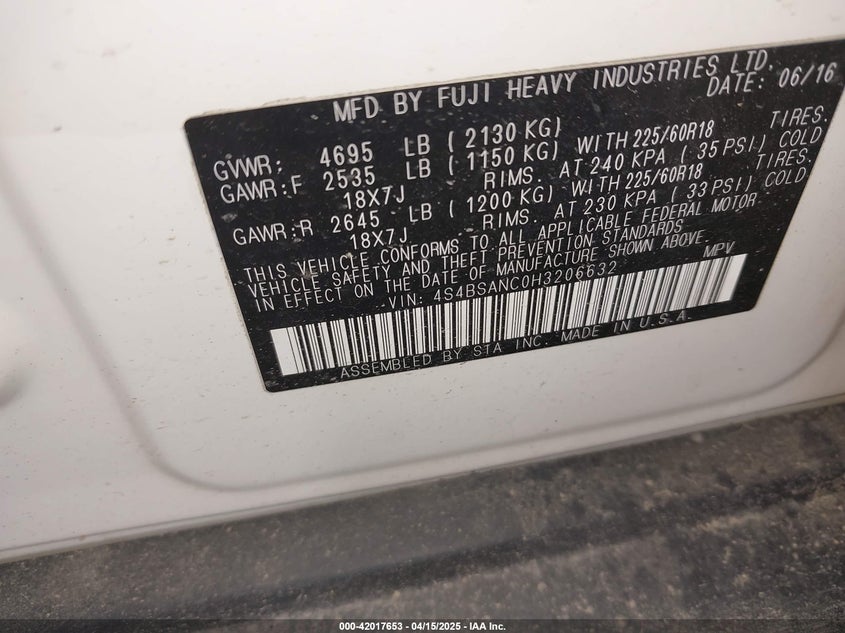 MFD BY FUJI HEAVY INDUSTRIES LTD.
DATE: 06/16
GVWR: 4695 LB ( 2130 KG)
GAWR:F 2535 LB ( 1150 KG) WITH 225/60R18 TIRES.
18X7J RIMS. AT 240 KPA ( 35 PSI) COLD
GAWR:R 2645 LB ( 1200 KG) WITH 225/60R18 TIRES.
18X7J RIMS. AT 230 KPA ( 33 PSI) COLD
THIS VEHICLE CONFORMS TO ALL APPLICABLE FEDERAL MOTOR
VEHICLE SAFETY AND THEFT PREVENTION STANDARDS
IN EFFECT ON THE DATE OF MANUFACTURE SHOWN ABOVE
VIN: 4S4BSANC0H3206632 MPV
ASSEMBLED BY STA INC. MADE IN U.S.A.
000-42017653 - 04/15/2025 - IAA Inc.